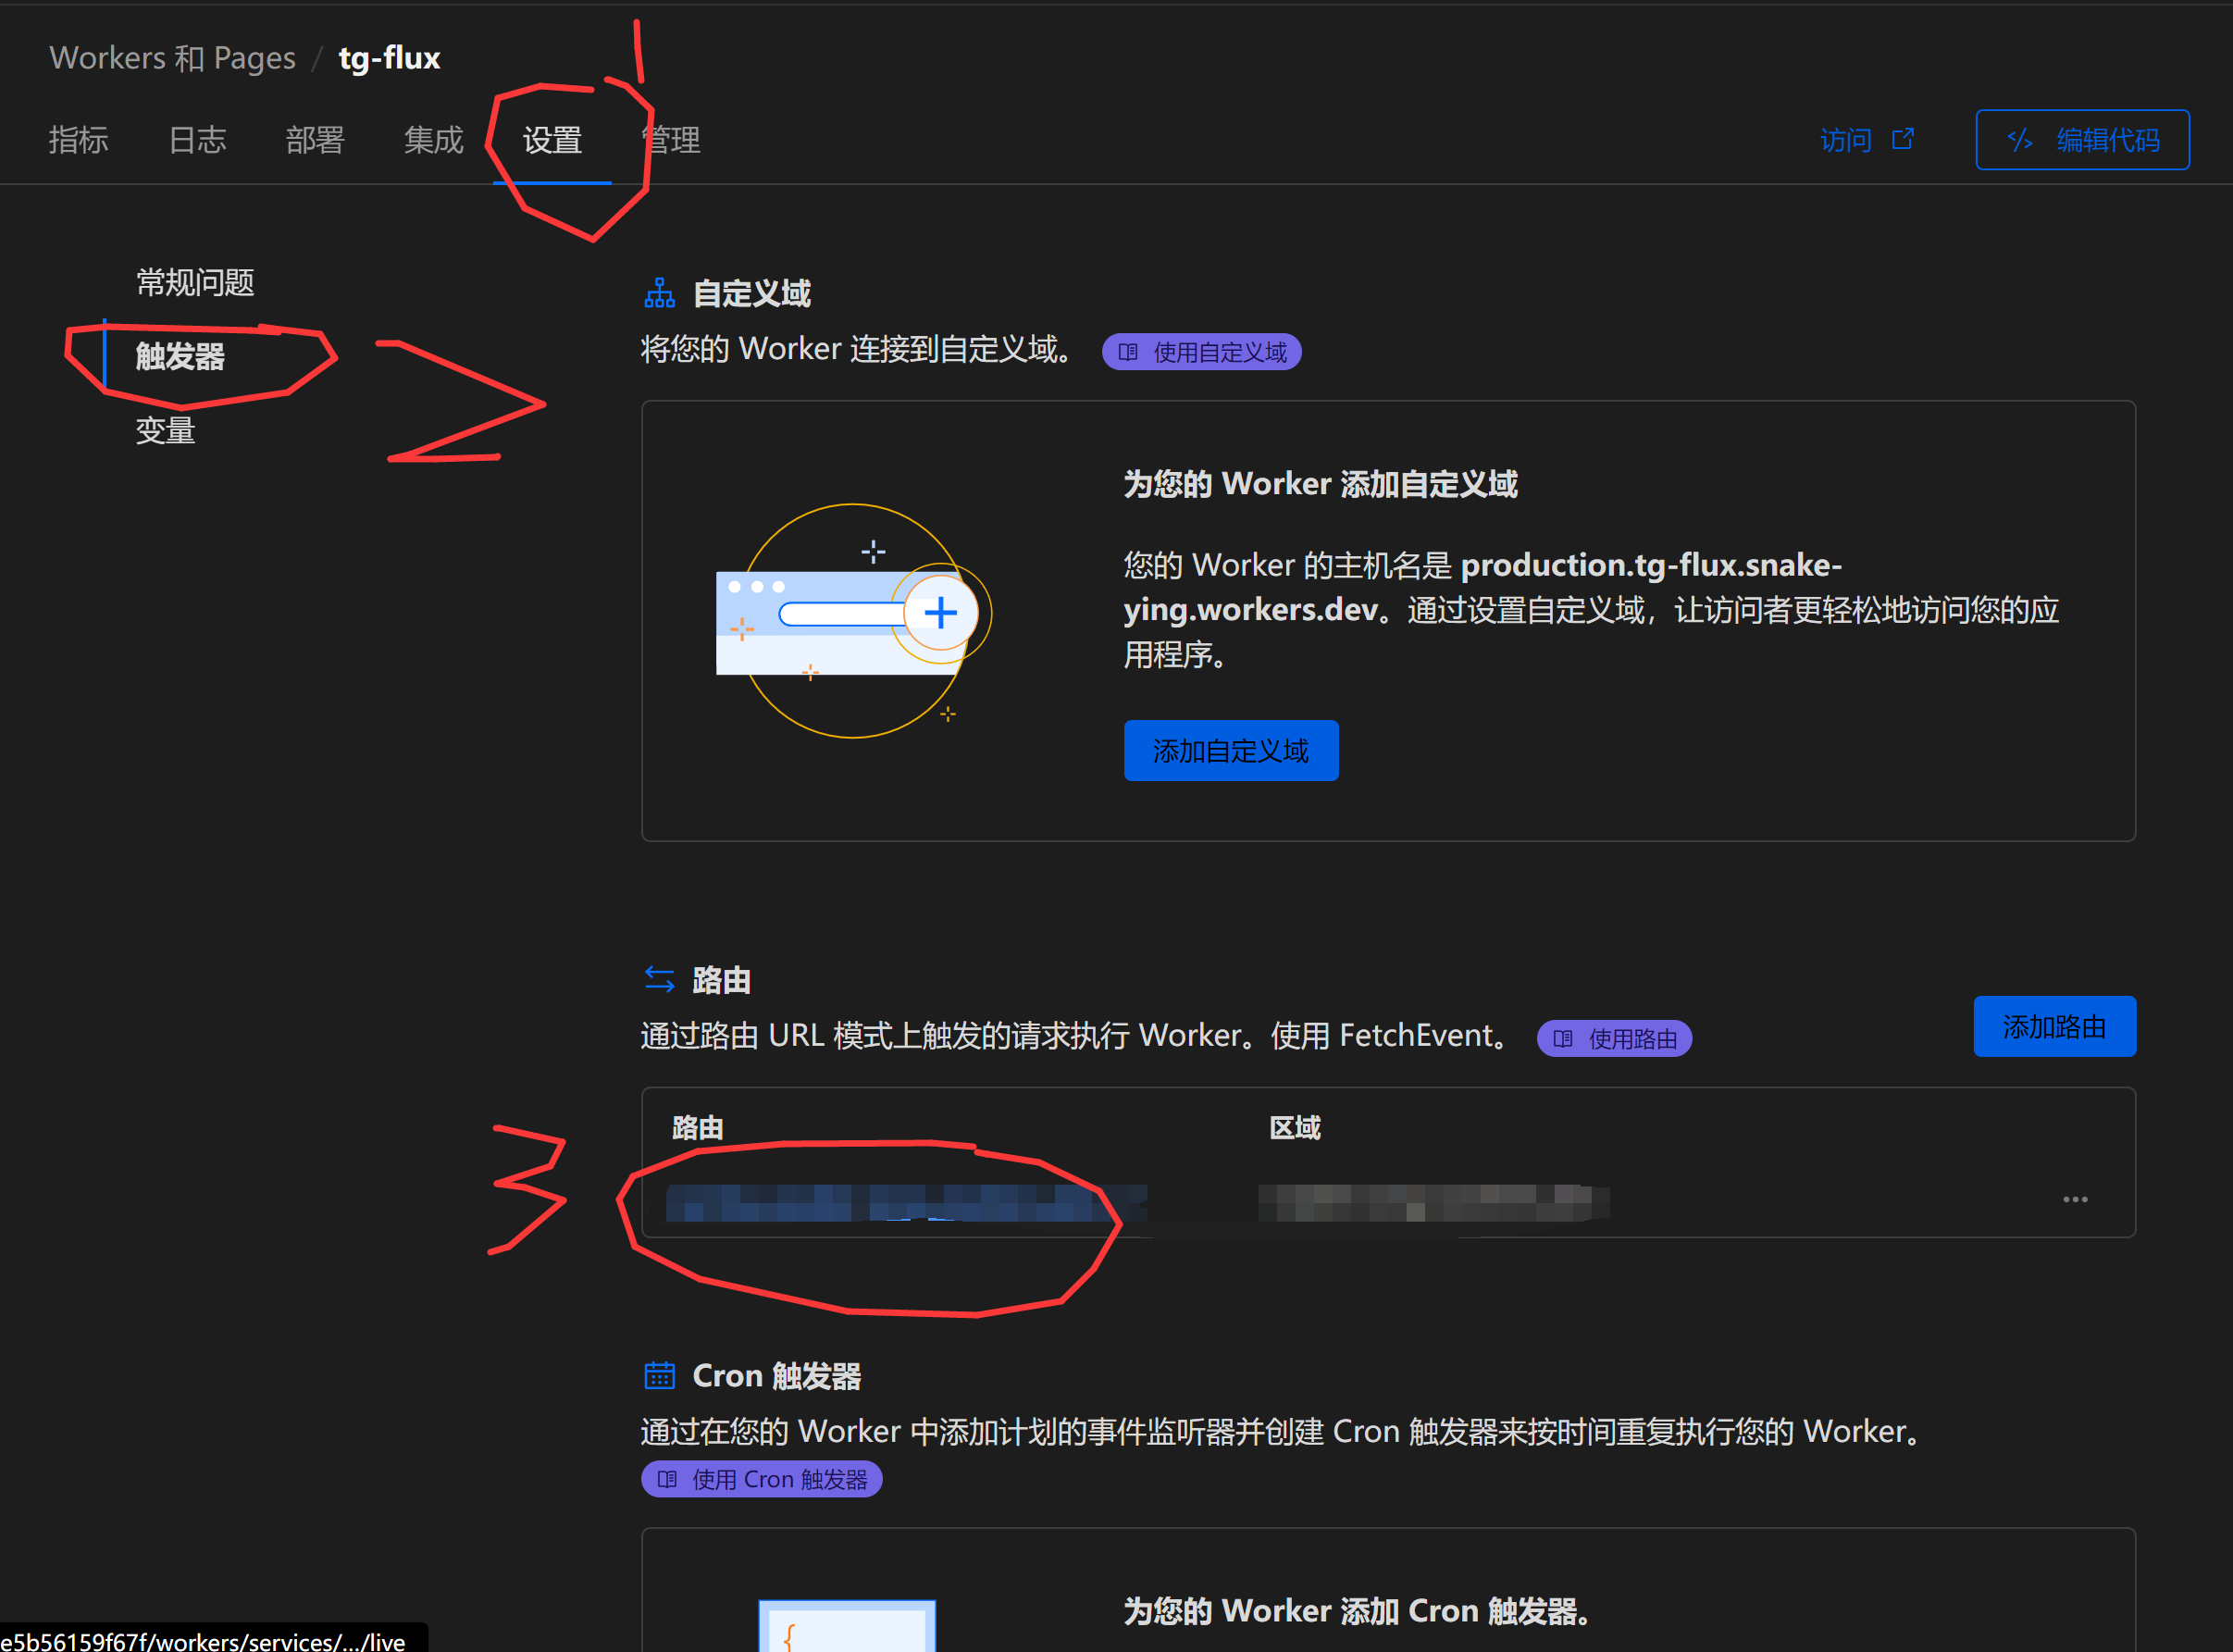 Workers 和 Pages / tg-flux
1
指标 日志 部署 集成 设置 管理 访问 </> 编辑代码
常规问题
触发器
变量
2
自定义域
将您的 Worker 连接到自定义域。 使用自定义域
为您的 Worker 添加自定义域
您的 Worker 的主机名是 production.tg-flux.snake-
ying.workers.dev。通过设置自定义域，让访问者更轻松地访问您的应
用程序。
添加自定义域
路由
通过路由 URL 模式上触发的请求执行 Worker。使用 FetchEvent。 使用路由
添加路由
路由 区域
3
Cron 触发器
通过在您的 Worker 中添加计划的事件监听器并创建 Cron 触发器来按时间重复执行您的 Worker。
使用 Cron 触发器
为您的 Worker 添加 Cron 触发器。
{
e5b56159f67f/workers/services/.../live